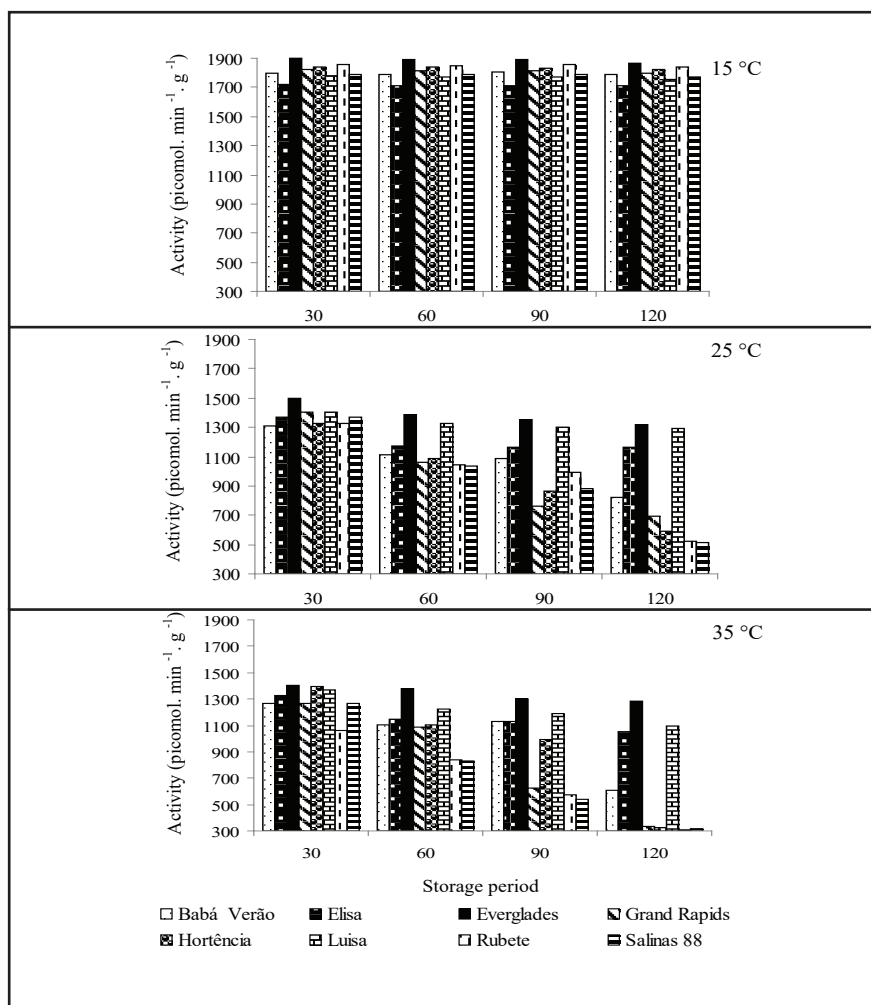 15 °C
Activity (picomol. min -1. g -1)
1900
1700
1500
1300
1100
900
700
500
300
30 60 90 120
25 °C
Activity (picomol. min -1. g -1)
1900
1700
1500
1300
1100
900
700
500
300
30 60 90 120
35 °C
Activity (picomol. min -1. g -1)
1900
1700
1500
1300
1100
900
700
500
300
30 60 90 120
Storage period
Babá Verão Elisa Everglades Grand Rapids
Hortência Luisa Rubete Salinas 88